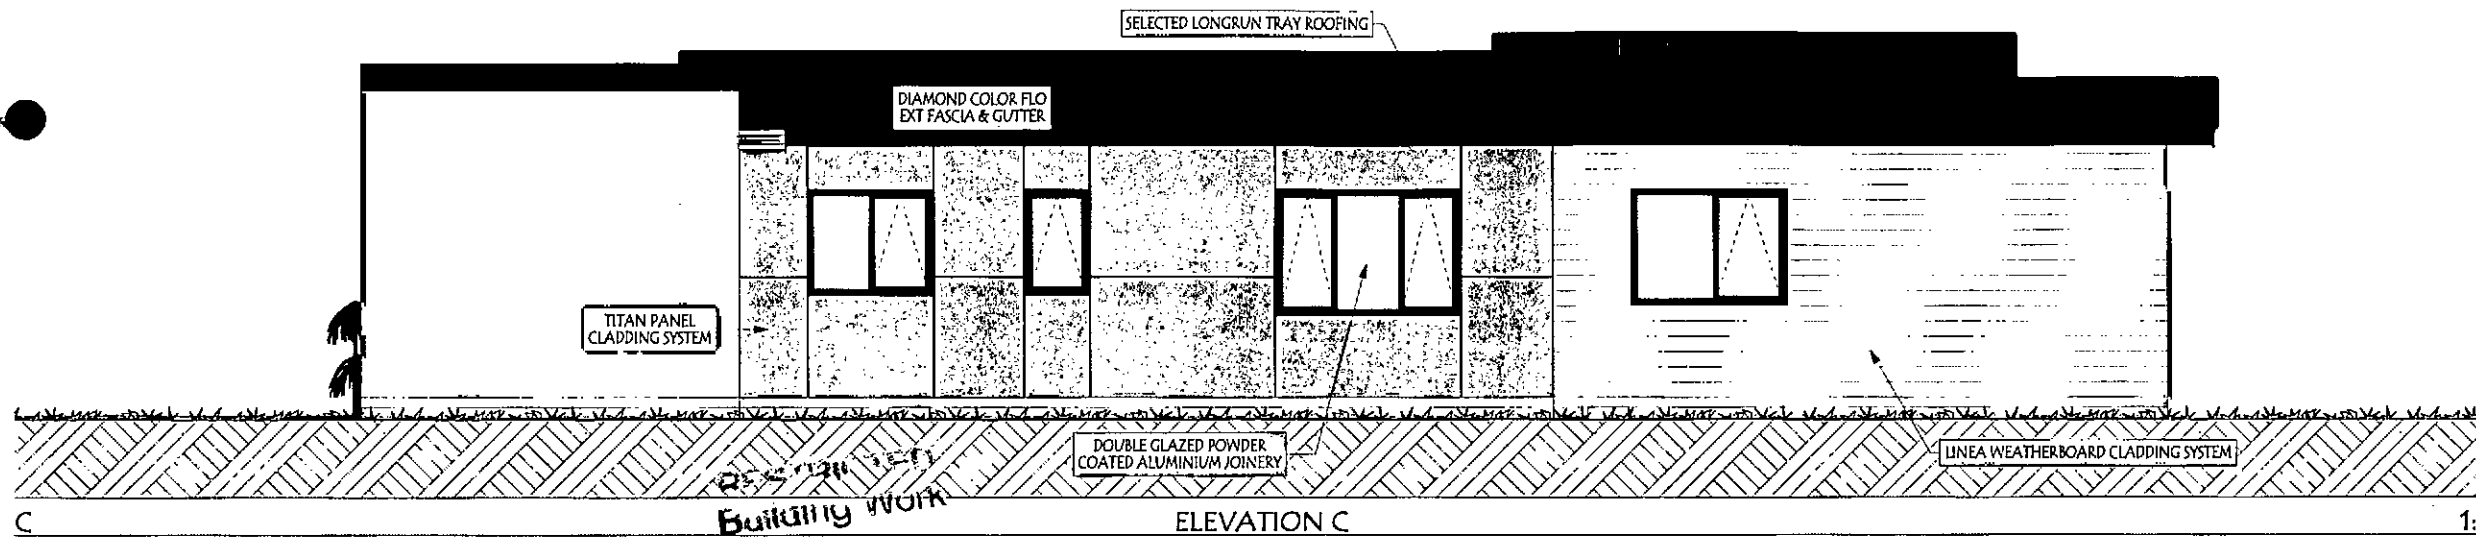 SELECTED LONGRUN TRAY ROOFING
DIAMOND COLOR FLO
EXT FASCIA & GUTTER
TITAN PANEL
CLADDING SYSTEM
DOUBLE GLAZED POWDER
COATED ALUMINIUM JOINERY
LINEA WEATHERBOARD CLADDING SYSTEM
Building Work
C
ELEVATION C
1: